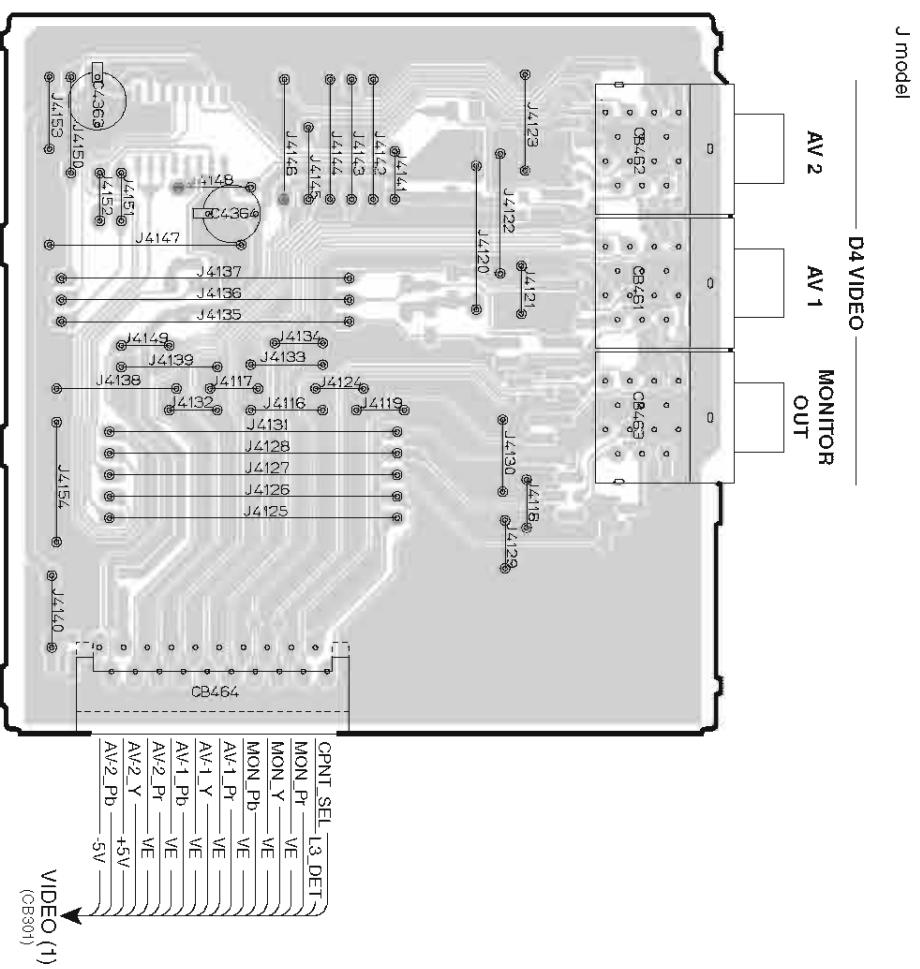 J model
D4 VIDEO
AV 2
AV 1
MONITOR
OUT
CB462
CB461
CB463
C4363
C4364
J4153
J4150
J4152
J4151
J4148
J4147
J4146
J4145
J4144
J4143
J4142
J4141
J4123
J4122
J4120
J4121
J4137
J4136
J4135
J4149
J4134
J4139
J4133
J4138
J4117
J4124
J4132
J4116
J4119
J4131
J4128
J4127
J4126
J4125
J4130
J4118
J4129
J4154
J4140
CB464
CPNT_SEL
L3_DET
MON_Pr
VE
MON_Y
VE
MON_Pb
VE
AV-1_Pr
VE
AV-1_Y
VE
AV-1_Pb
VE
AV-2_Pr
VE
AV-2_Y
+5V
AV-2_Pb
-5V
VIDEO (1)
(CB301)